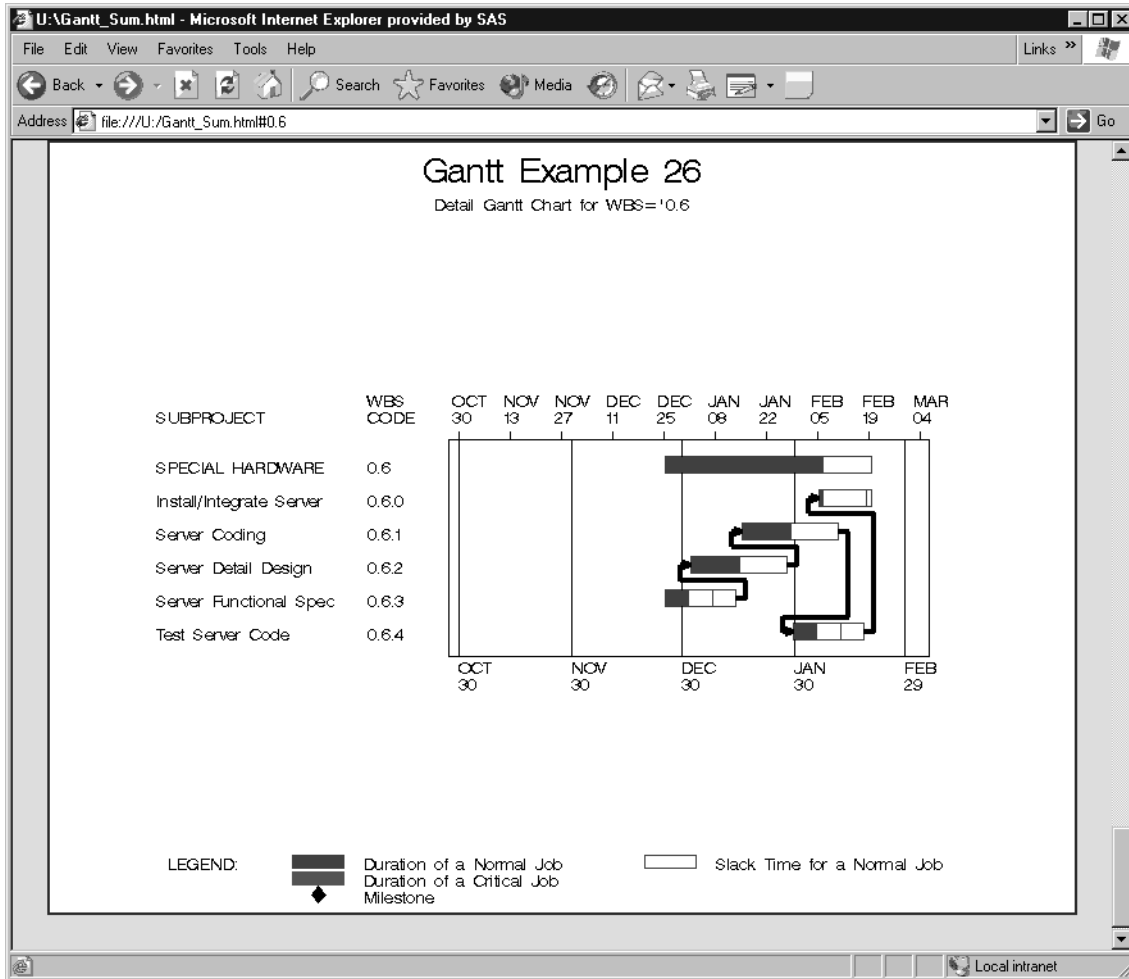 U:\Gantt_Sum.html - Microsoft Internet Explorer provided by SAS
File Edit View Favorites Tools Help Links »
Back Search Favorites Media
Address file:///U:/Gantt_Sum.html#0.6 Go
Gantt Example 26
Detail Gantt Chart for WBS='0.6
WBS OCT NOV NOV DEC DEC JAN JAN FEB FEB MAR
SUBPROJECT CODE 30 13 27 11 25 08 22 05 19 04
SPECIAL HARDWARE 0.6
Install/Integrate Server 0.6.0
Server Coding 0.6.1
Server Detail Design 0.6.2
Server Functional Spec 0.6.3
Test Server Code 0.6.4
OCT NOV DEC JAN FEB
30 30 30 30 29
LEGEND: Duration of a Normal Job Slack Time for a Normal Job
Duration of a Critical Job
Milestone
Local intranet